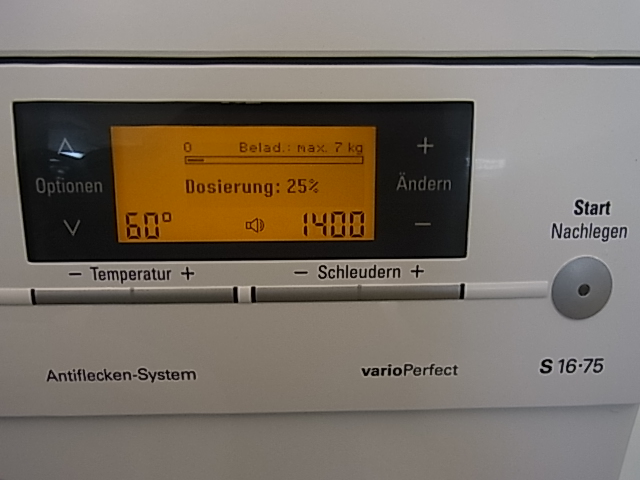 0 Belad.: max. 7 kg
Optionen
Dosierung: 25%
+
Ändern
−
60° 1400
− Temperatur +
− Schleudern +
Start
Nachlegen
Antiflecken-System
varioPerfect
S 16·75